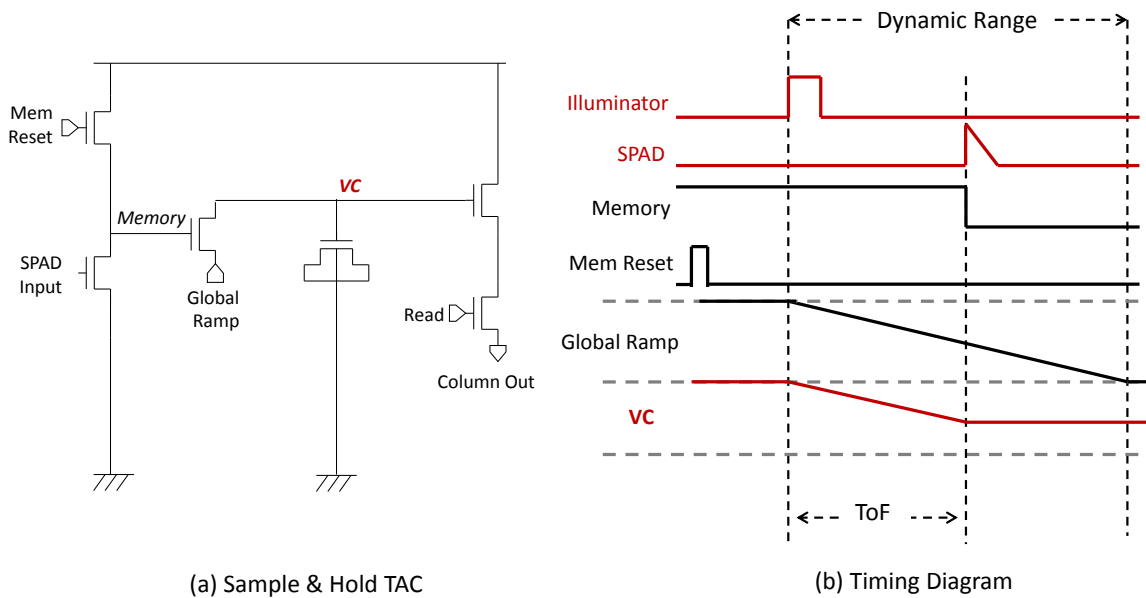 Mem
Reset
Memory
VC
SPAD
Input
Global
Ramp
Read
Column Out
(a) Sample & Hold TAC
Dynamic Range
Illuminator
SPAD
Memory
Mem Reset
Global Ramp
VC
ToF
(b) Timing Diagram